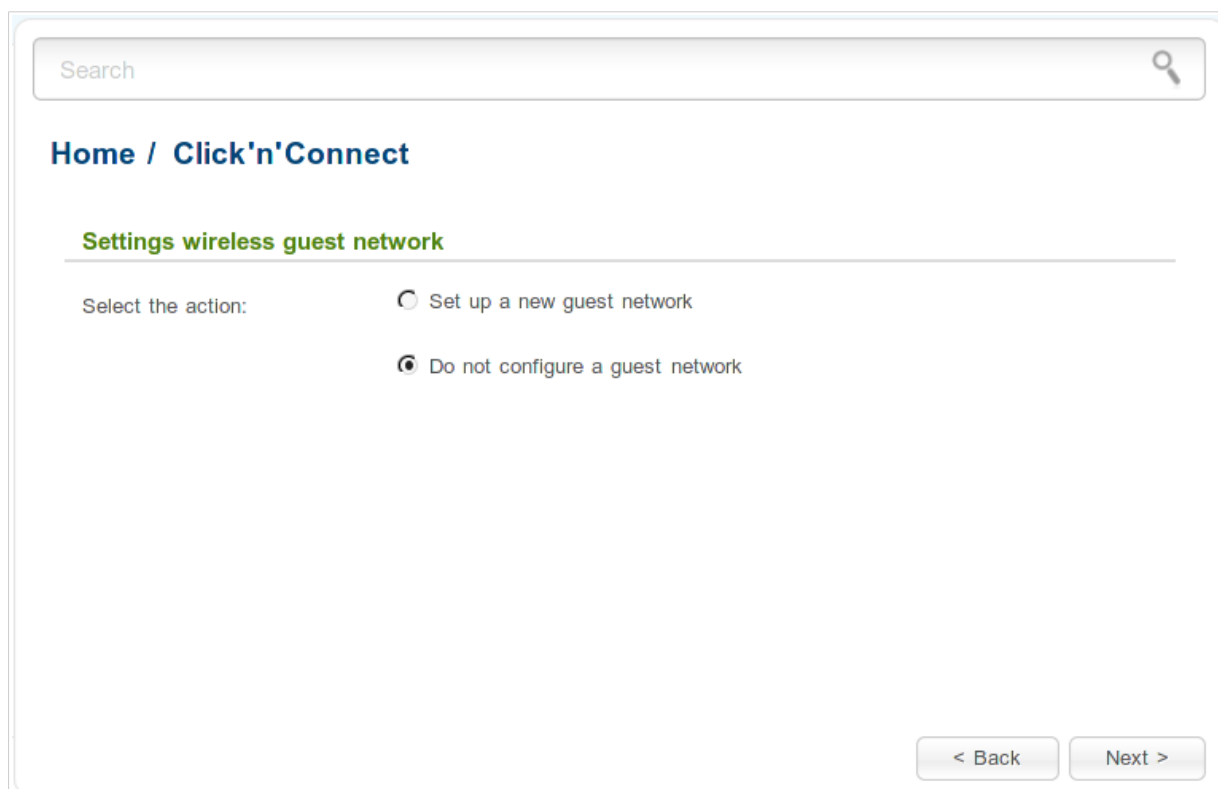 Search
Home / Click'n'Connect
Settings wireless guest network
Select the action:
Set up a new guest network
Do not configure a guest network
< Back
Next >